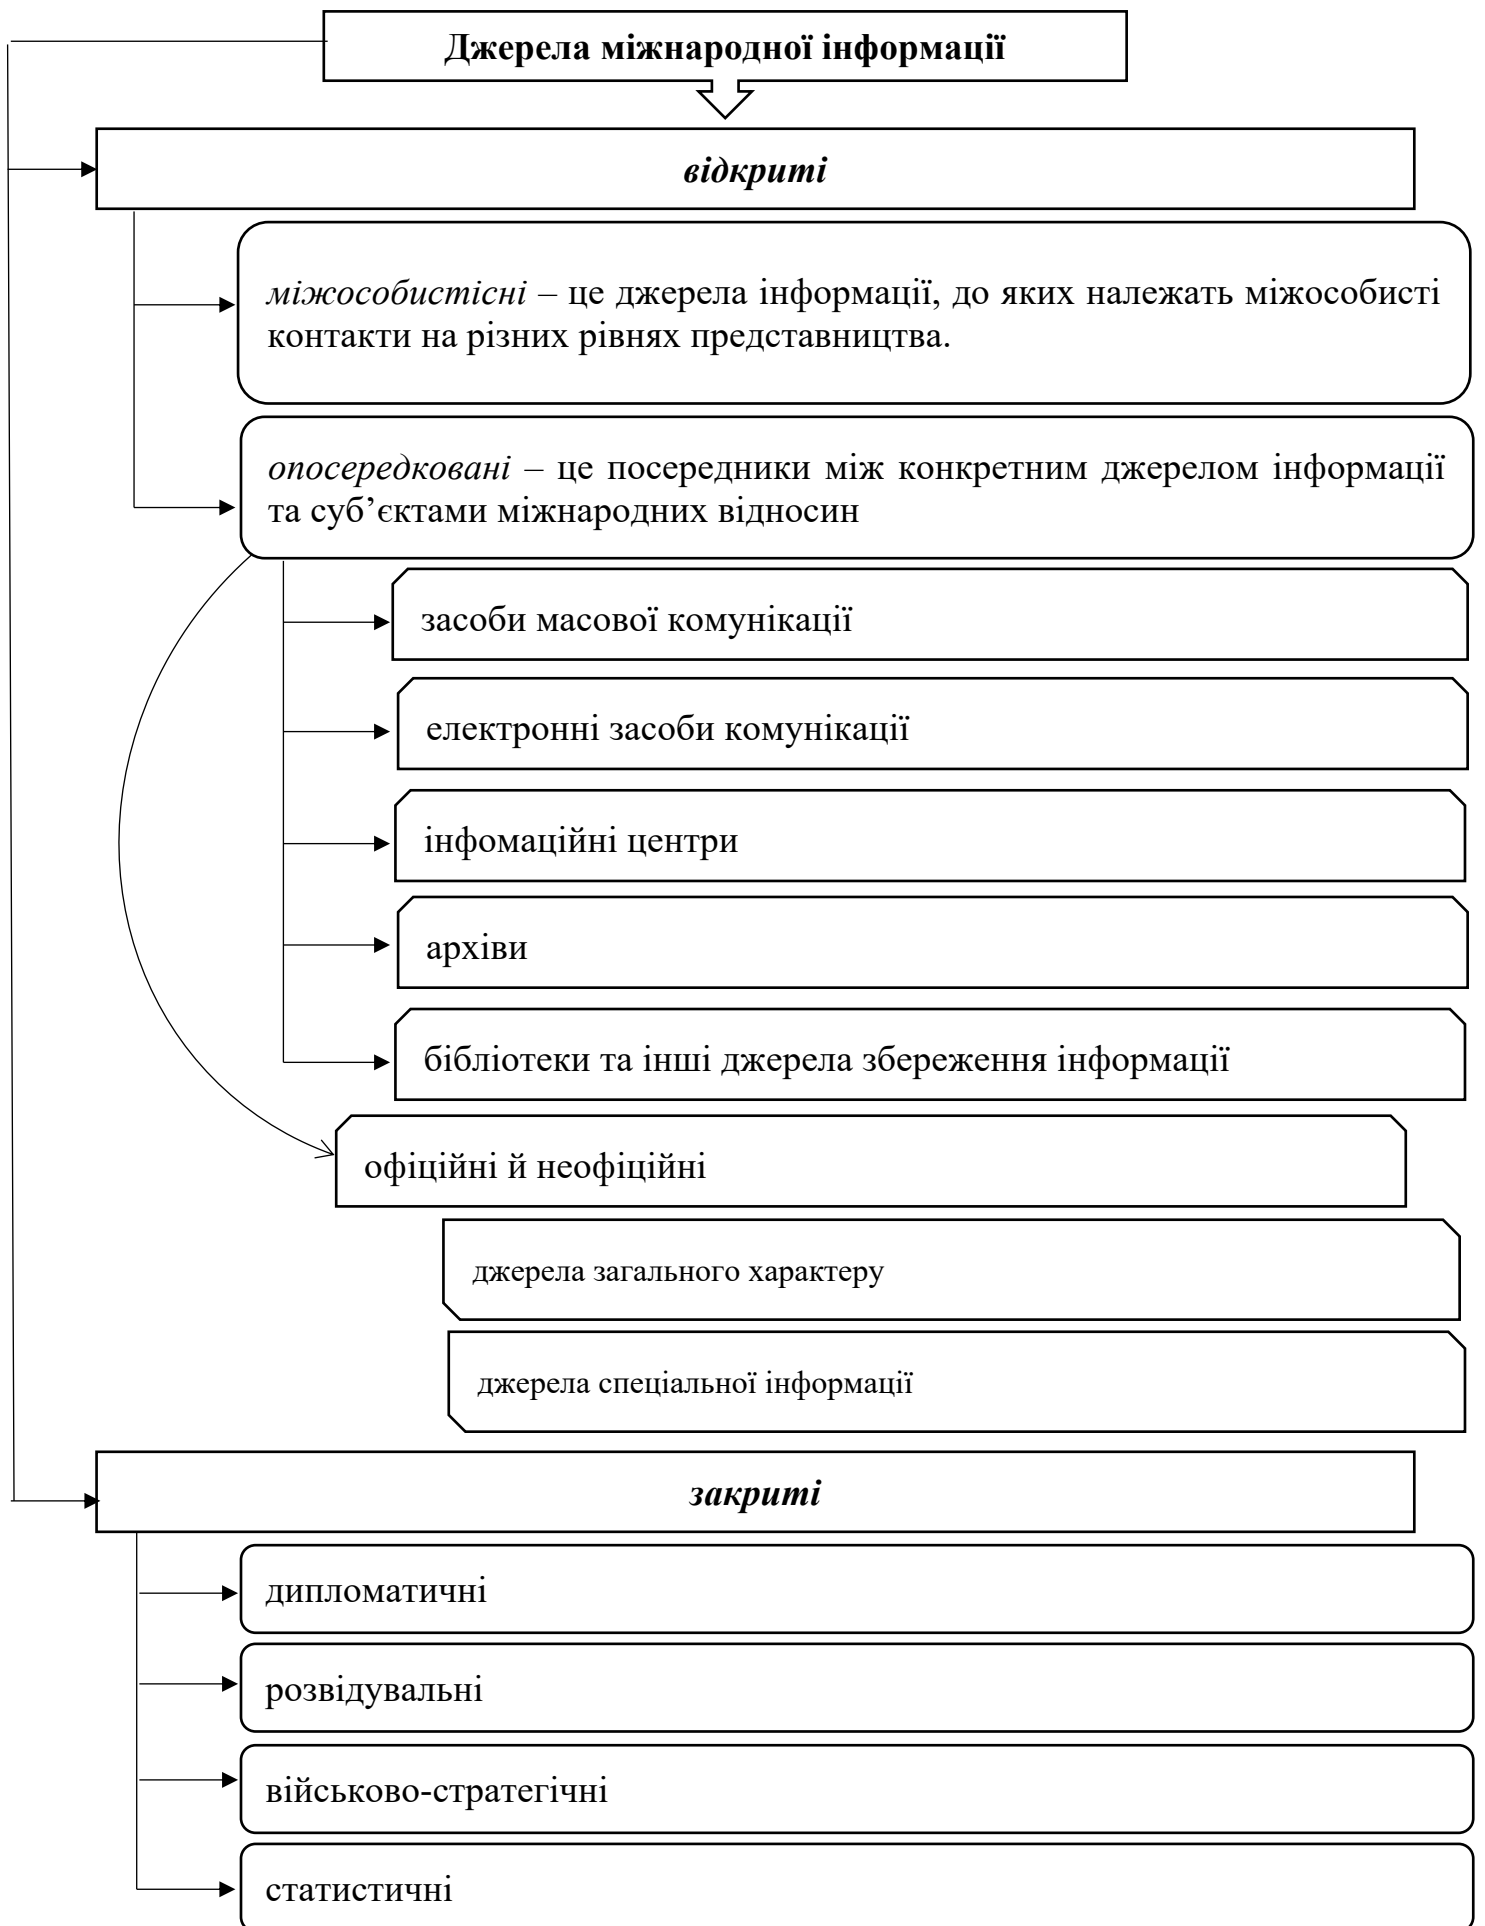 Джерела міжнародної інформації
відкриті
міжособистісні – це джерела інформації, до яких належать міжособисті
контакти на різних рівнях представництва.
опосередковані – це посередники між конкретним джерелом інформації
та суб’єктами міжнародних відносин
засоби масової комунікації
електронні засоби комунікації
інфомаційні центри
архіви
бібліотеки та інші джерела збереження інформації
офіційні й неофіційні
джерела загального характеру
джерела спеціальної інформації
закриті
дипломатичні
розвідувальні
військово-стратегічні
статистичні